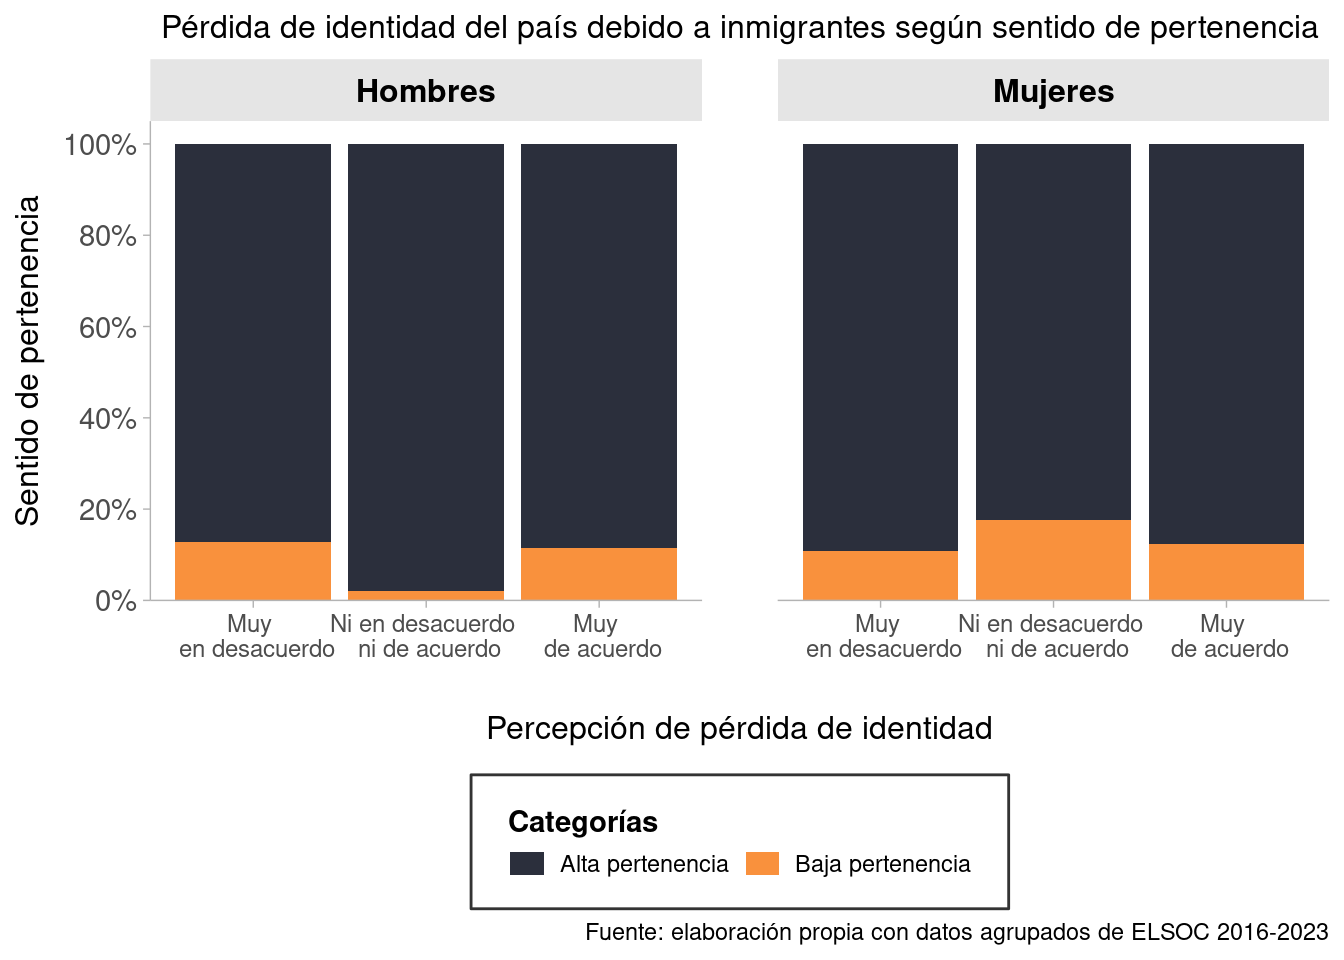 Pérdida de identidad del país debido a inmigrantes según sentido de pertenencia
Hombres
Mujeres
Sentido de pertenencia
100%
80%
60%
40%
20%
0%
Muy
en desacuerdo
Ni en desacuerdo
ni de acuerdo
Muy
de acuerdo
Muy
en desacuerdo
Ni en desacuerdo
ni de acuerdo
Muy
de acuerdo
Percepción de pérdida de identidad
Categorías
Alta pertenencia
Baja pertenencia
Fuente: elaboración propia con datos agrupados de ELSOC 2016-2023